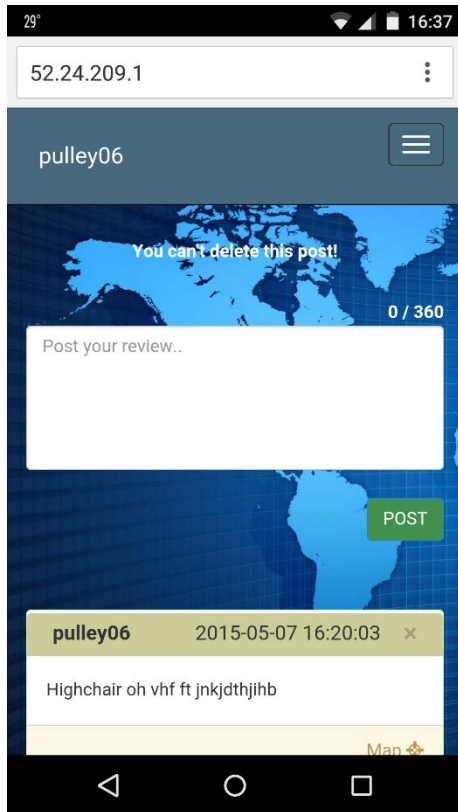 29° 16:37
52.24.209.1
pulley06
You can't delete this post!
0 / 360
Post your review..
POST
pulley06 2015-05-07 16:20:03 ×
Highchair oh vhf ft jnkjdthjihb
Map